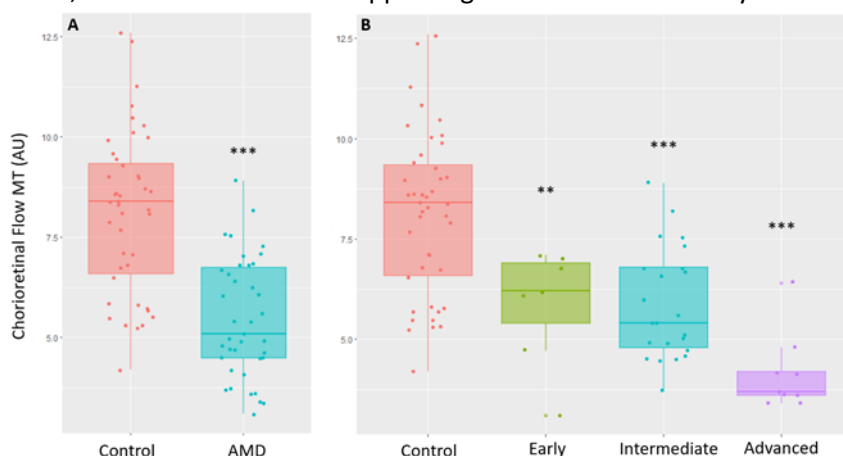 A
B
12.5
10.0
7.5
5.0
Chorioretinal Flow MT (AU)
***
Control
AMD
12.5
10.0
7.5
5.0
**
***
***
Control
Early
Intermediate
Advanced